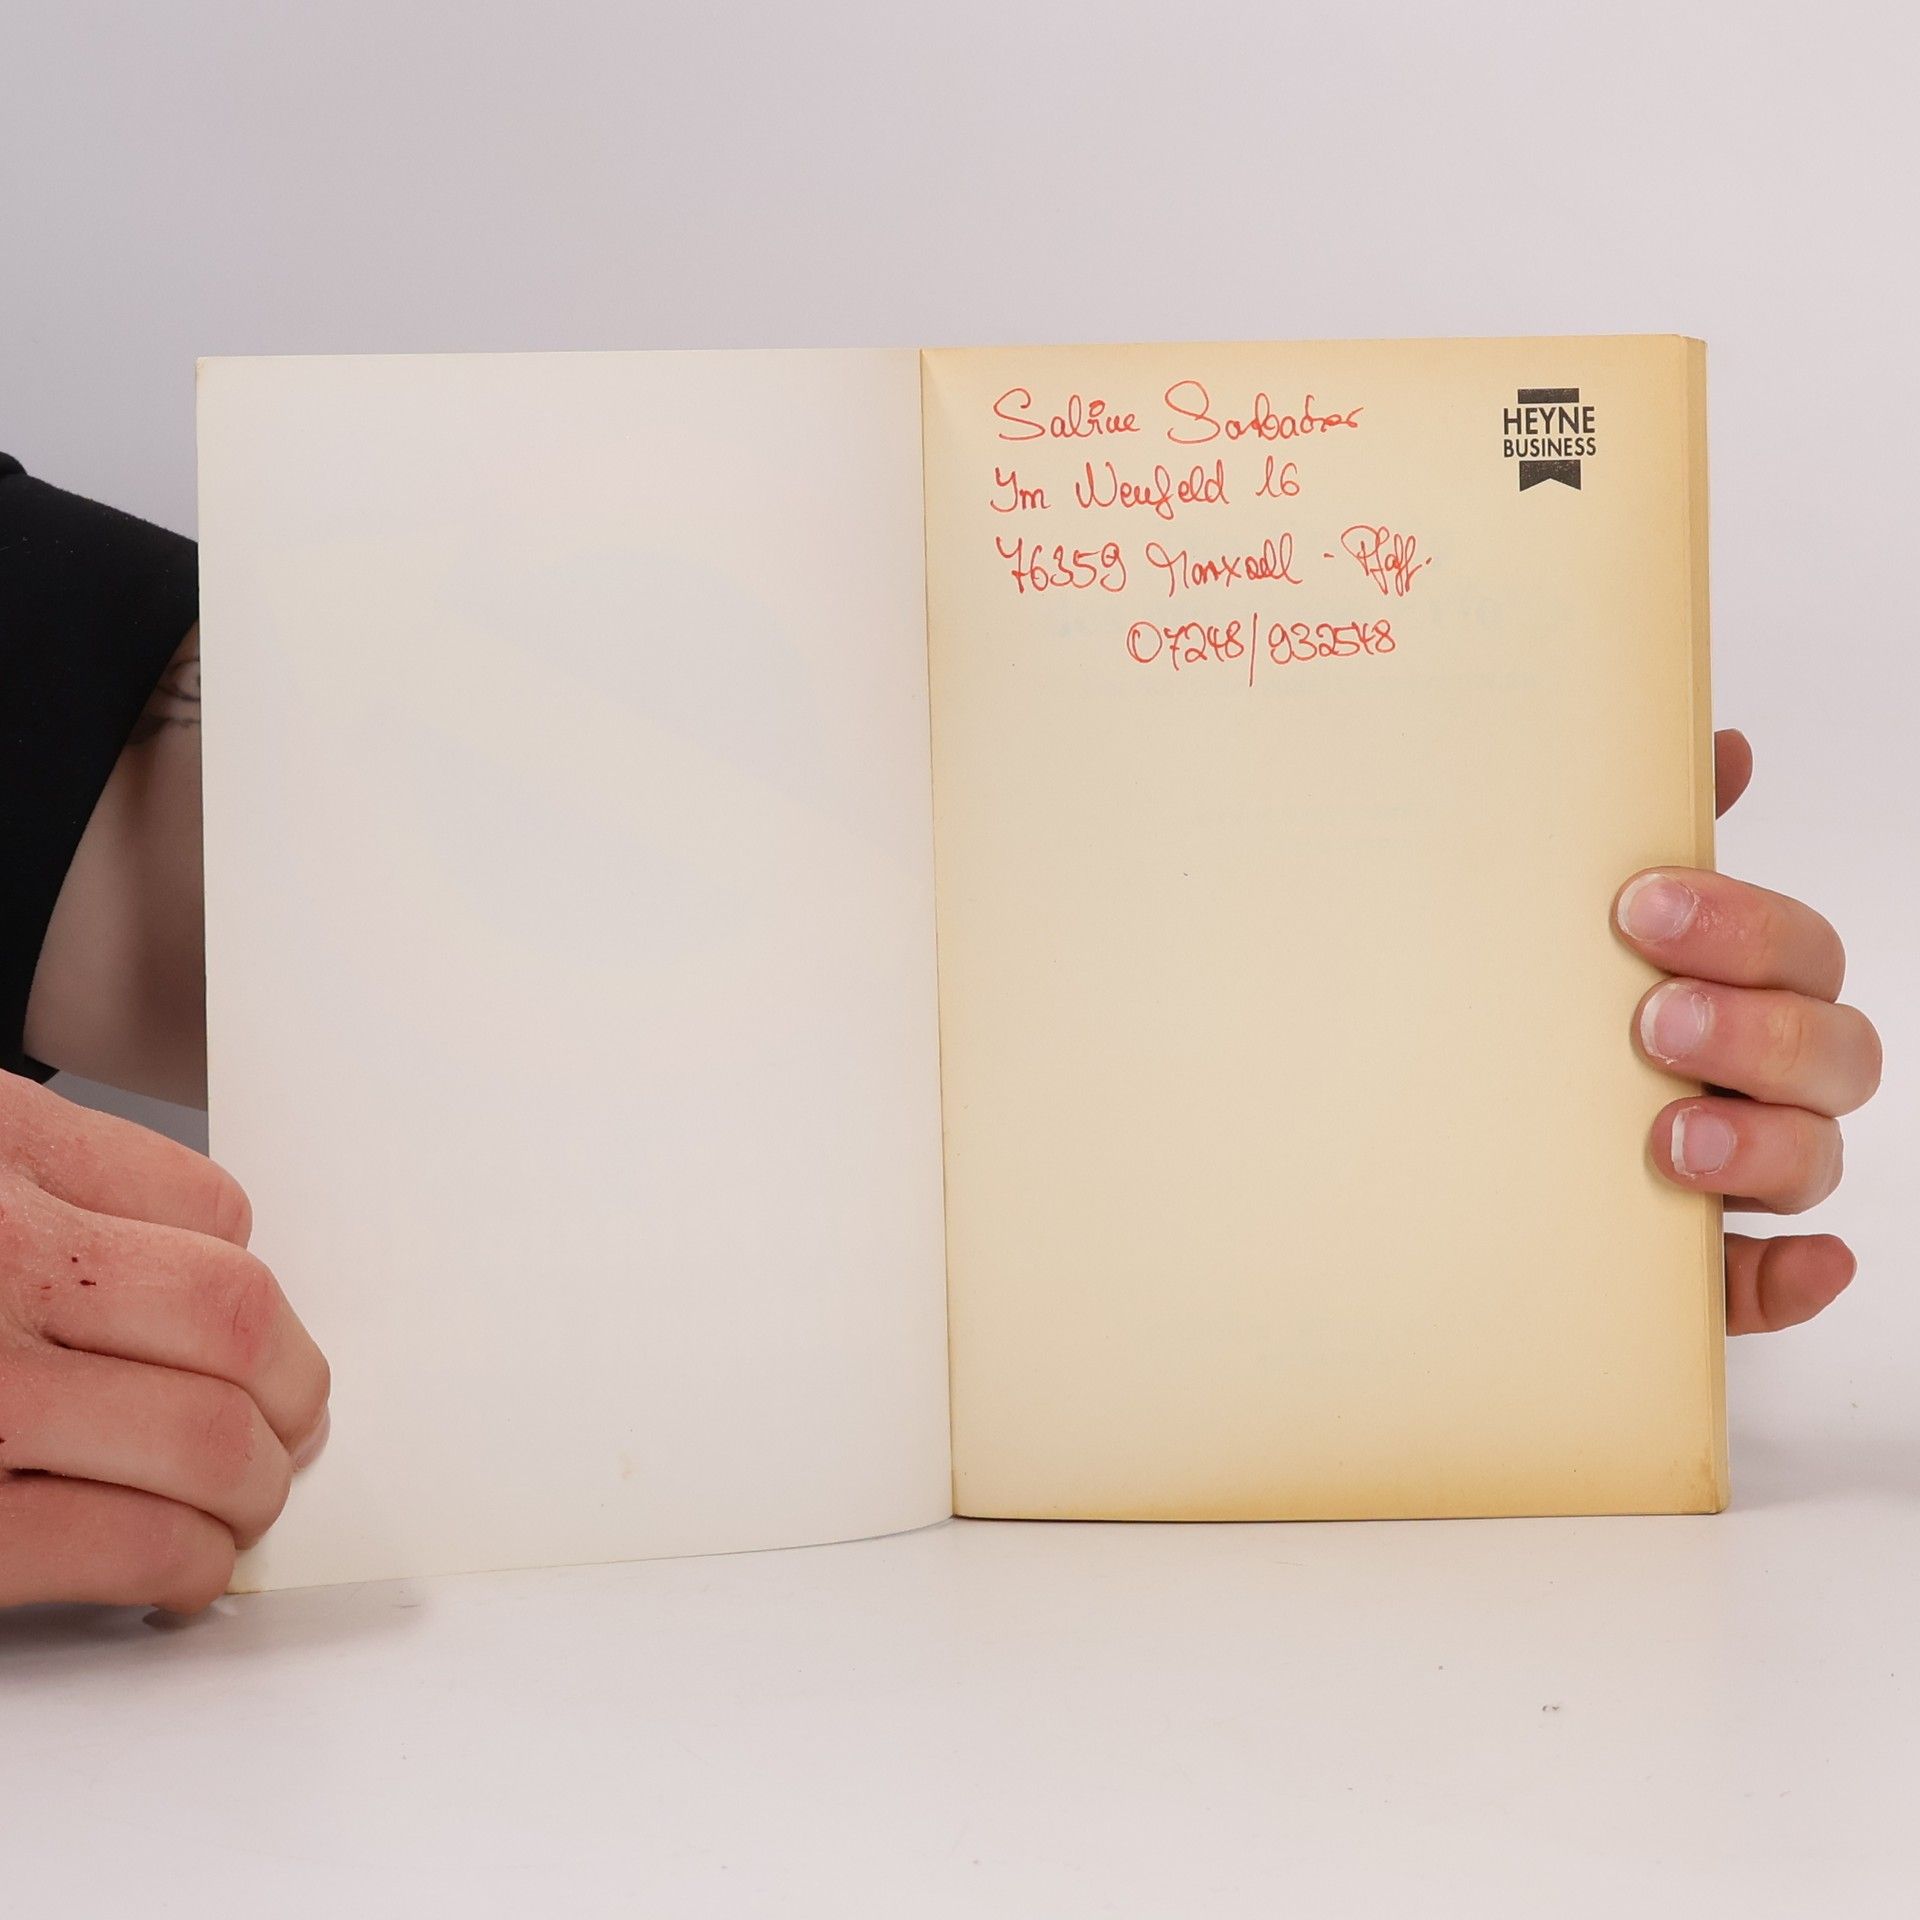 Sabine
Im Neufeld 16
76359 Marxzell - Pfaff.
07248/932548
HEYNE
BUSINESS